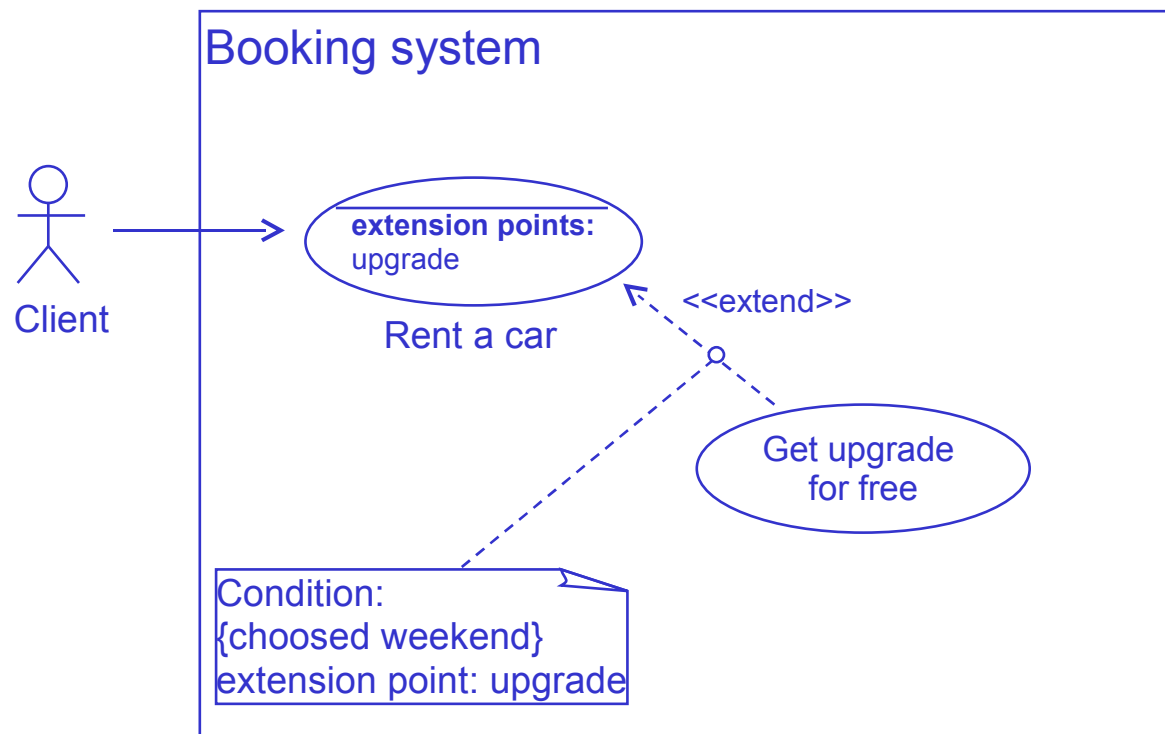 Booking system
extension points:
upgrade
Client
Rent a car
<<extend>>
Get upgrade
for free
Condition:
{choosed weekend}
extension point: upgrade